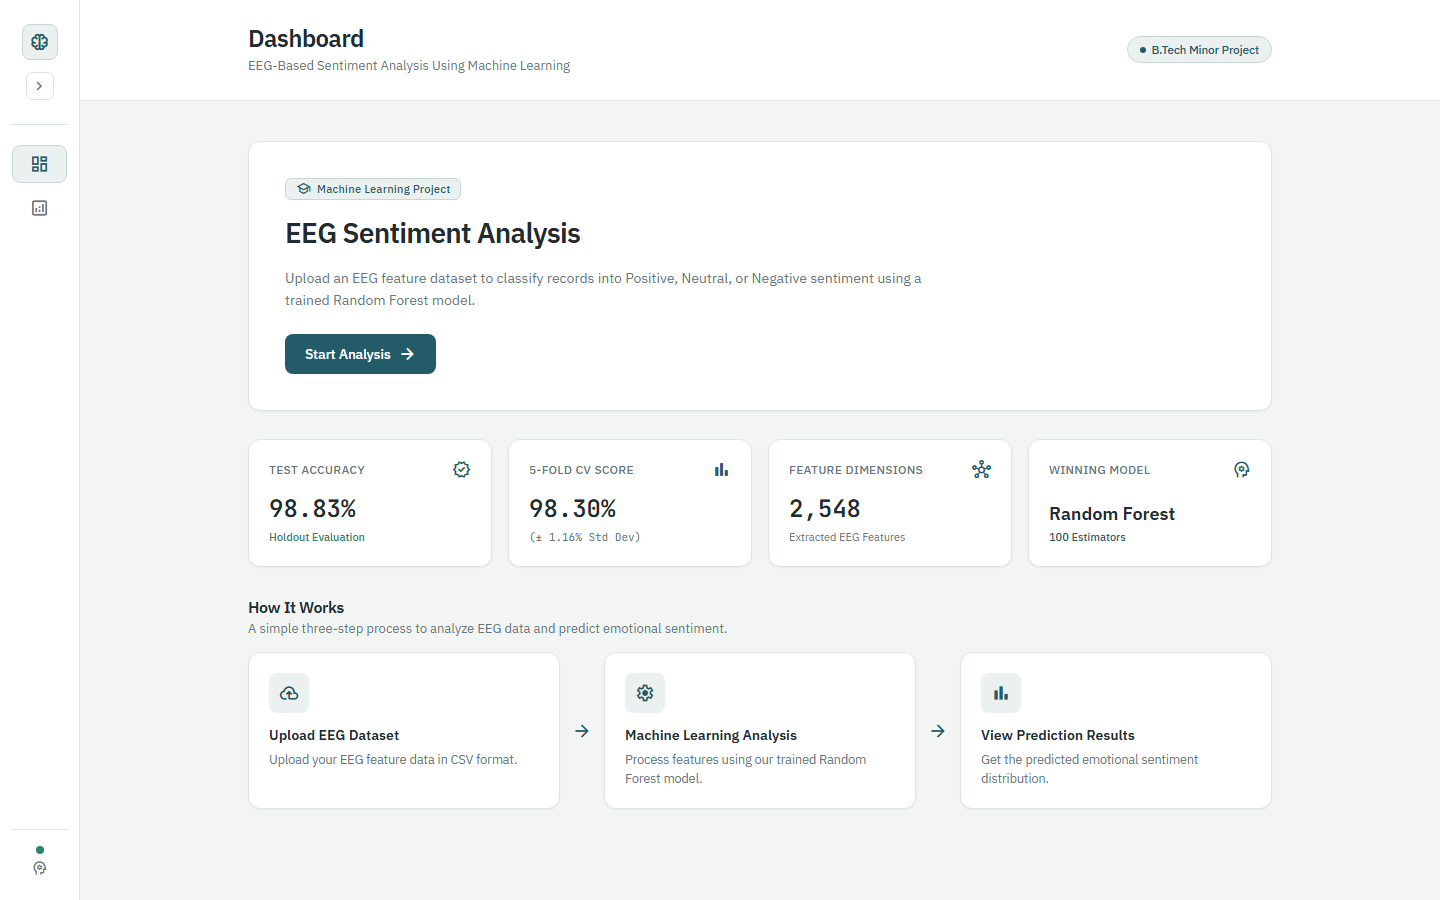 Dashboard
EEG-Based Sentiment Analysis Using Machine Learning
B.Tech Minor Project
Machine Learning Project
EEG Sentiment Analysis
Upload an EEG feature dataset to classify records into Positive, Neutral, or Negative sentiment using a
trained Random Forest model.
Start Analysis
TEST ACCURACY
98.83%
Holdout Evaluation
5-FOLD CV SCORE
98.30%
(± 1.16% Std Dev)
FEATURE DIMENSIONS
2,548
Extracted EEG Features
WINNING MODEL
Random Forest
100 Estimators
How It Works
A simple three-step process to analyze EEG data and predict emotional sentiment.
Upload EEG Dataset
Upload your EEG feature data in CSV format.
Machine Learning Analysis
Process features using our trained Random
Forest model.
View Prediction Results
Get the predicted emotional sentiment
distribution.